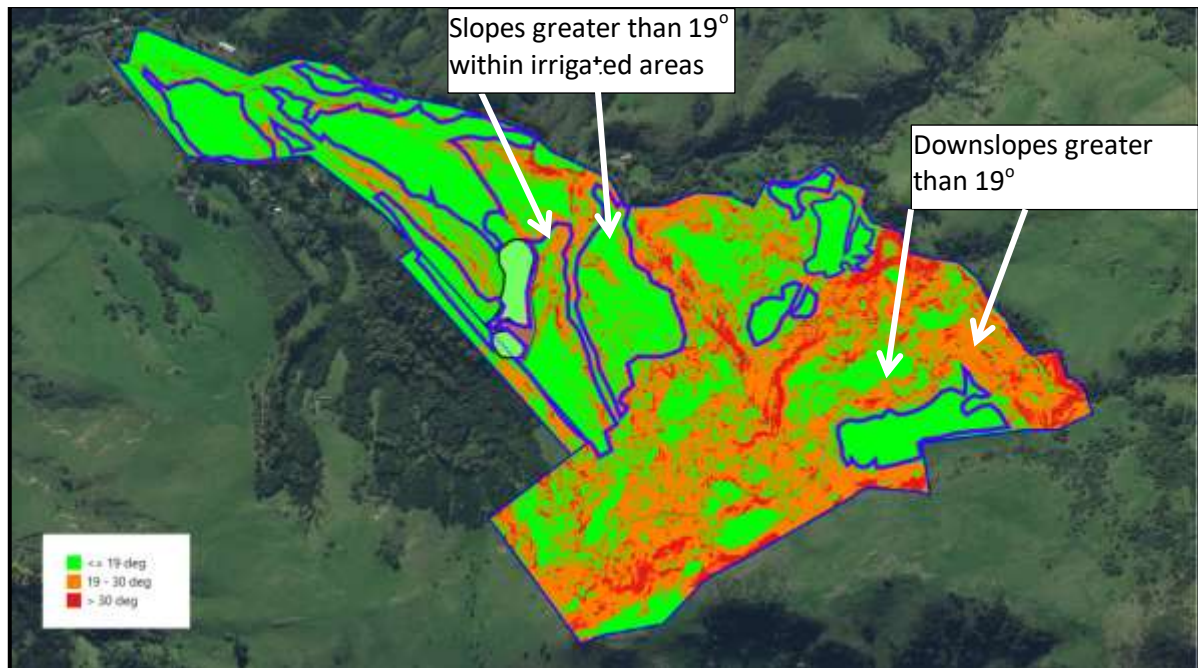 Slopes greater than 19°
within irrigated areas
Downslopes greater
than 19°
<= 19 deg
19 - 30 deg
> 30 deg